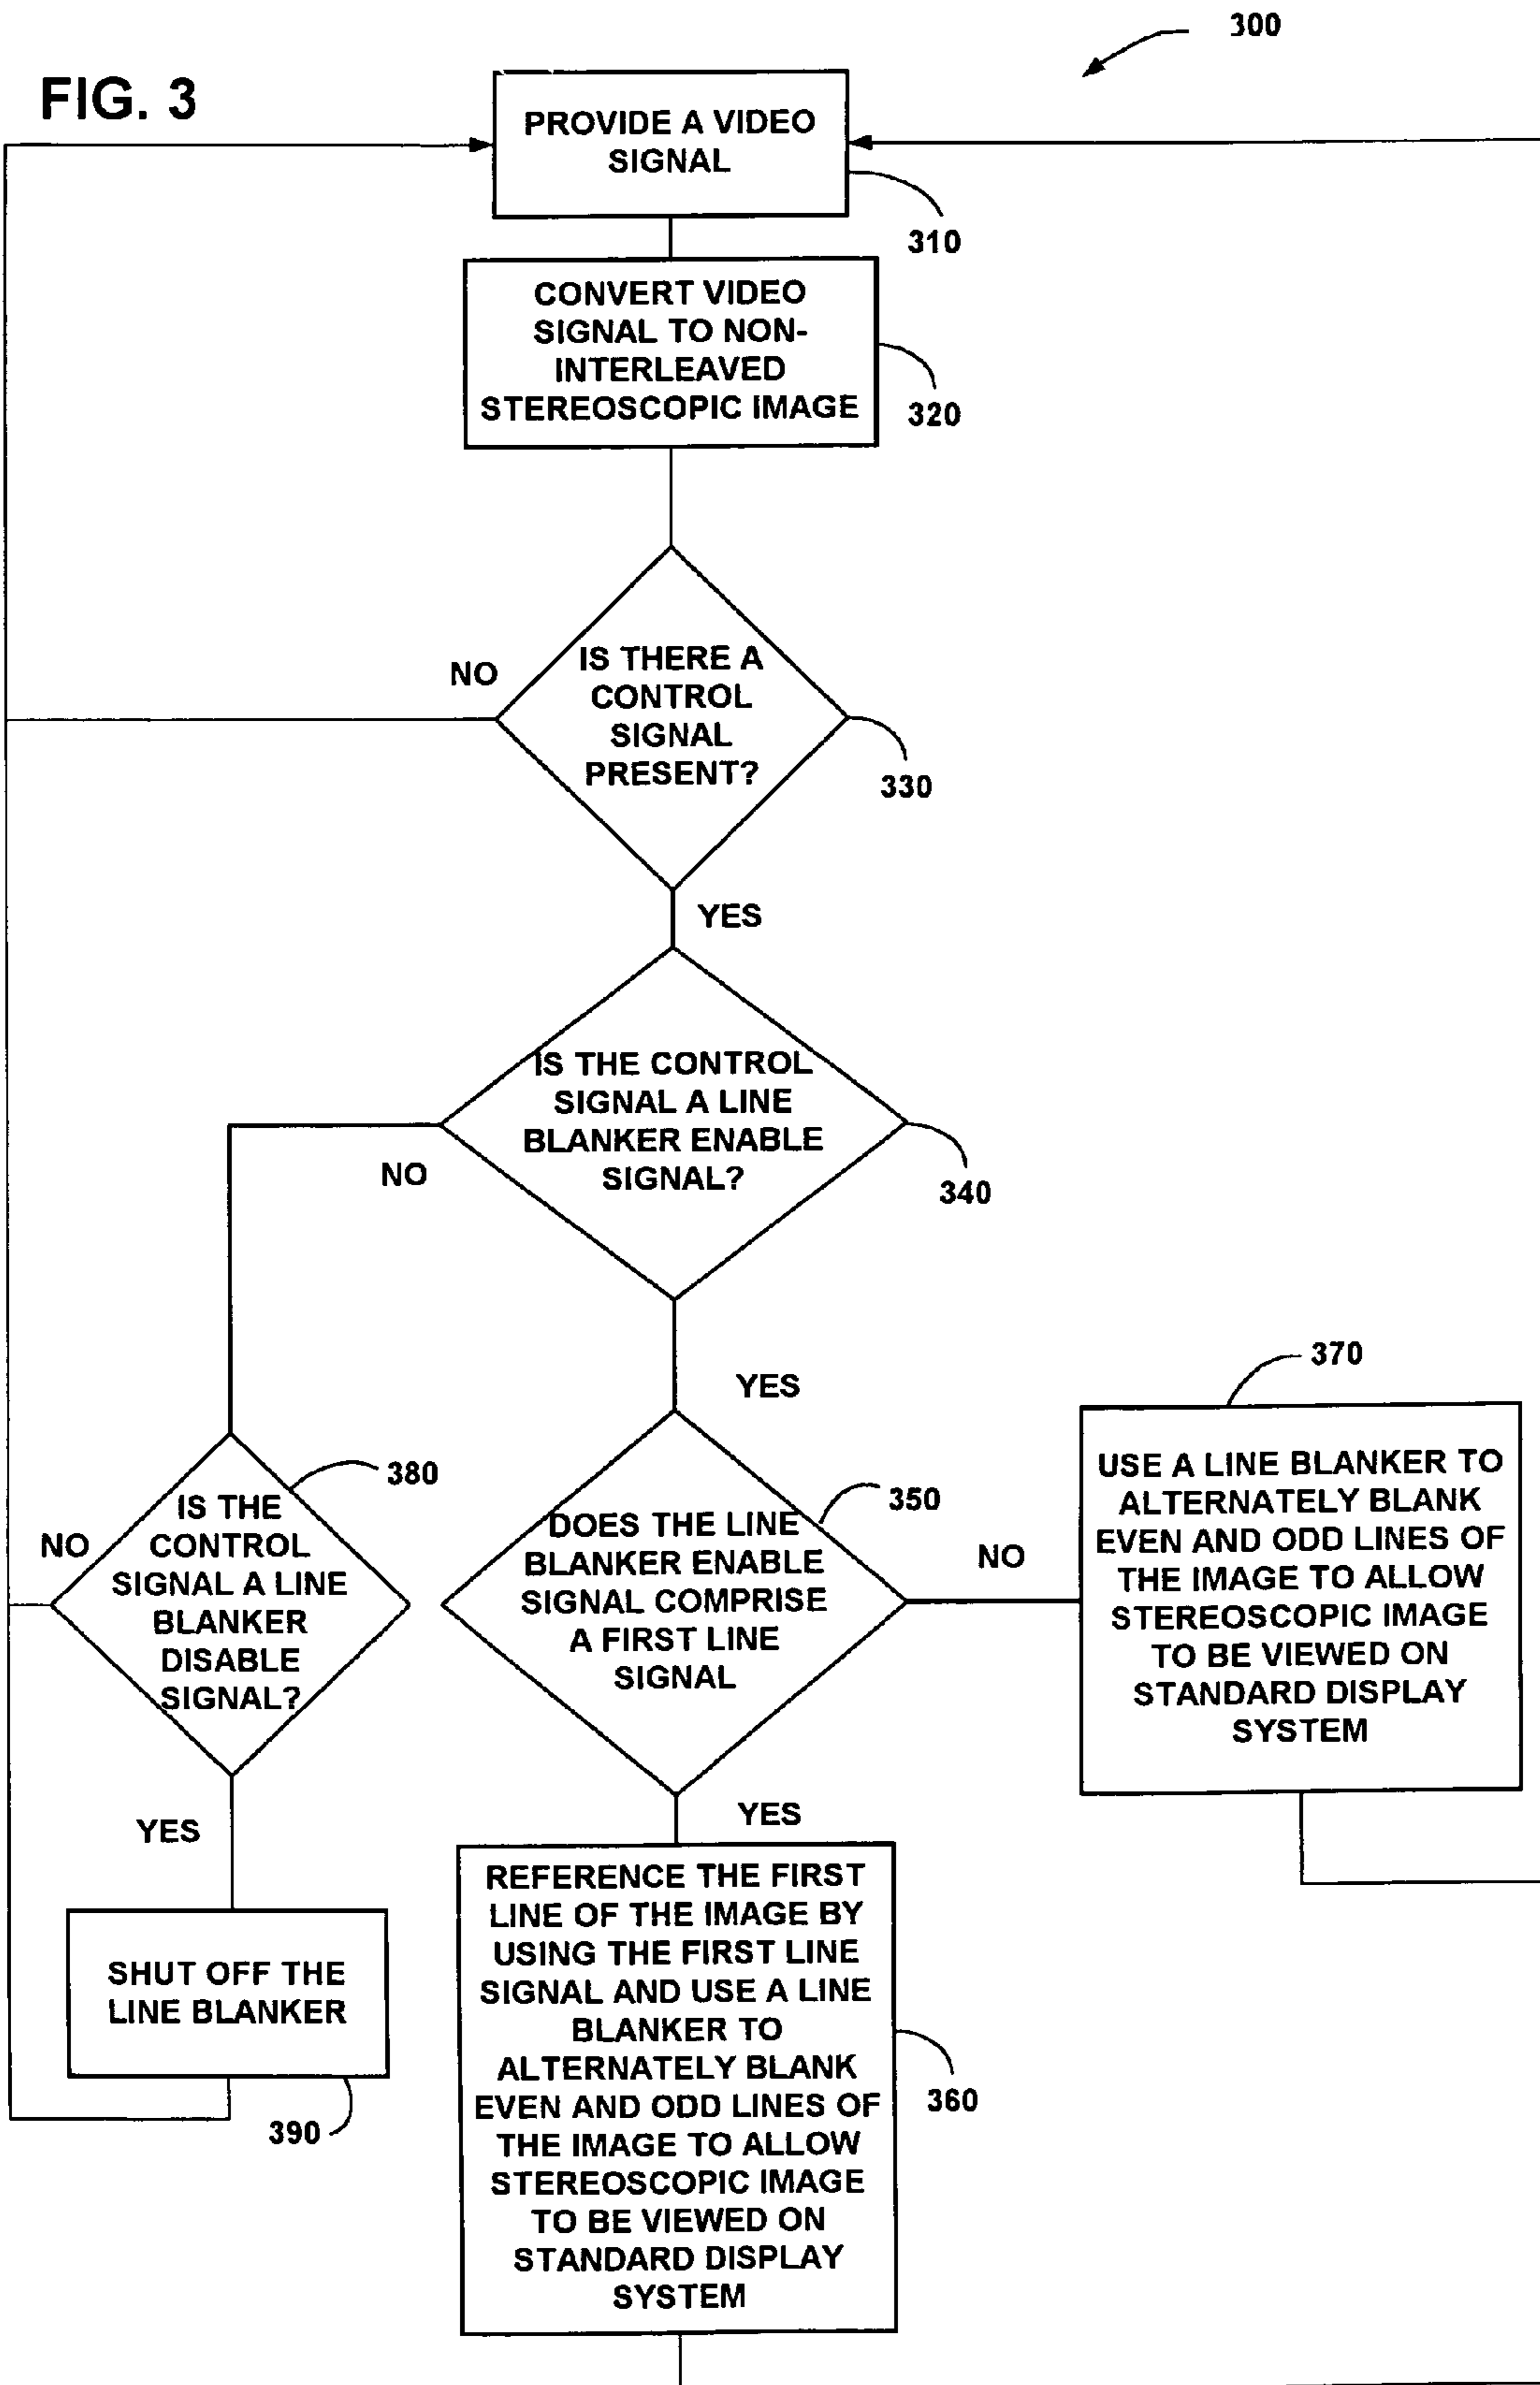 300
FIG. 3
PROVIDE A VIDEO
SIGNAL
310
CONVERT VIDEO
SIGNAL TO NON-
INTERLEAVED
STEREOSCOPIC IMAGE
320
IS THERE A
CONTROL
SIGNAL
PRESENT?
NO
330
YES
IS THE CONTROL
SIGNAL A LINE
BLANKER ENABLE
SIGNAL?
NO
340
YES
370
USE A LINE BLANKER TO
ALTERNATELY BLANK
EVEN AND ODD LINES OF
THE IMAGE TO ALLOW
STEREOSCOPIC IMAGE
TO BE VIEWED ON
STANDARD DISPLAY
SYSTEM
380
IS THE
CONTROL
SIGNAL A LINE
BLANKER
DISABLE
SIGNAL?
NO
350
DOES THE LINE
BLANKER ENABLE
SIGNAL COMPRISE
A FIRST LINE
SIGNAL
NO
YES
YES
SHUT OFF THE
LINE BLANKER
390
REFERENCE THE FIRST
LINE OF THE IMAGE BY
USING THE FIRST LINE
SIGNAL AND USE A LINE
BLANKER TO
ALTERNATELY BLANK
EVEN AND ODD LINES OF
THE IMAGE TO ALLOW
STEREOSCOPIC IMAGE
TO BE VIEWED ON
STANDARD DISPLAY
SYSTEM
360